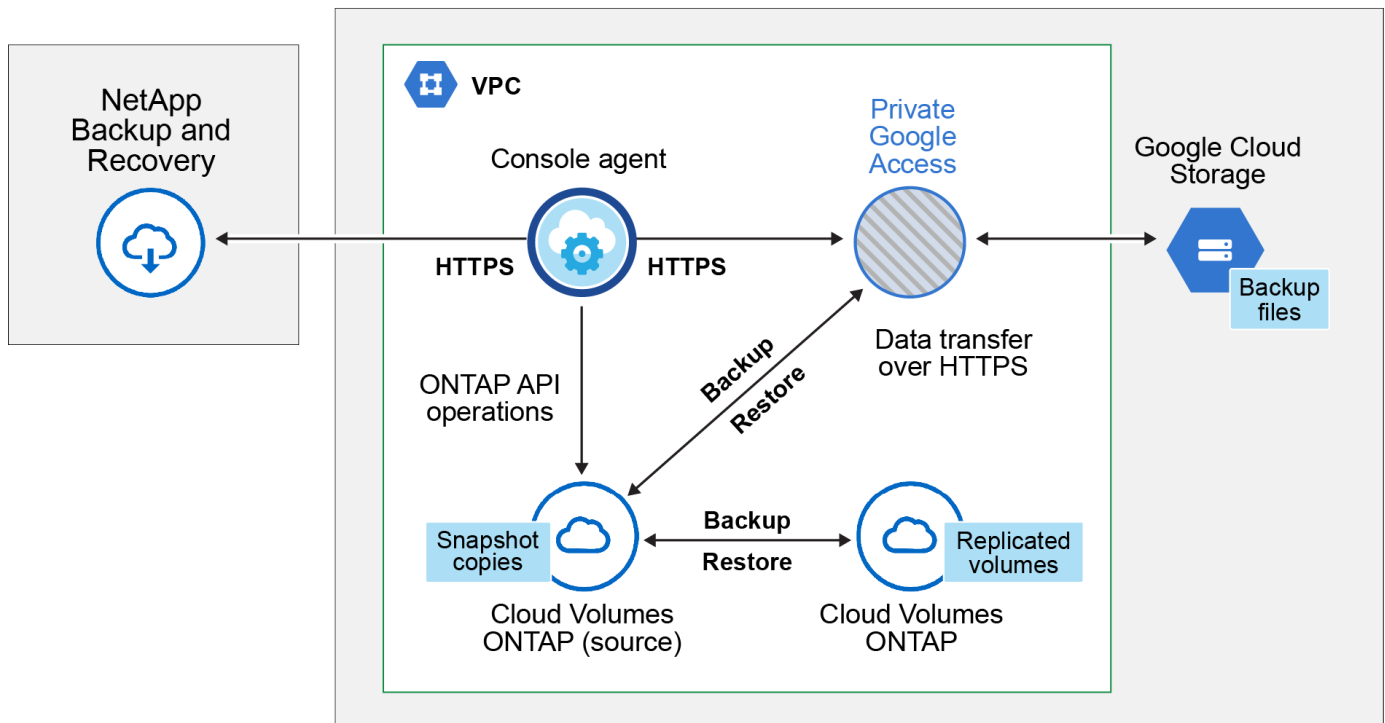 NetApp
Backup and
Recovery
VPC
Console agent
Private
Google
Access
Google Cloud
Storage
HTTPS
HTTPS
Backup
files
ONTAP API
operations
Backup
Restore
Data transfer
over HTTPS
Snapshot
copies
Backup
Restore
Replicated
volumes
Cloud Volumes
ONTAP (source)
Cloud Volumes
ONTAP